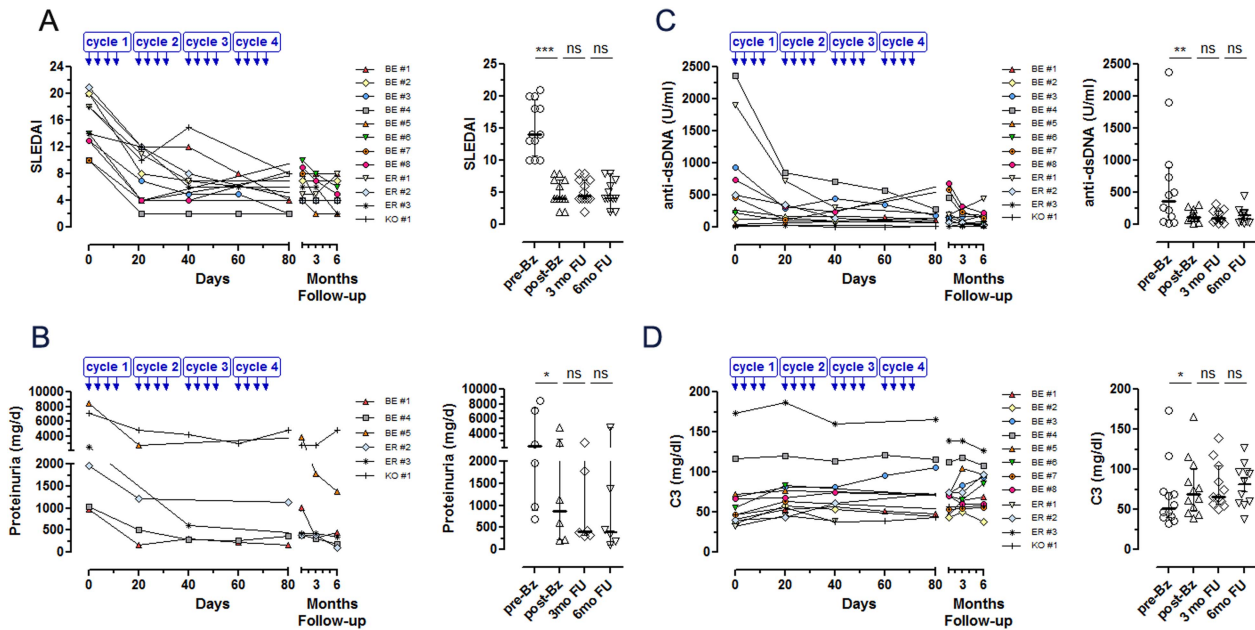 A
cycle 1 cycle 2 cycle 3 cycle 4
SLEDAI
24
20
16
12
8
4
0
0 20 40 60 80 3 6
Days Months
Follow-up
BE #1
BE #2
BE #3
BE #4
BE #5
BE #6
BE #7
BE #8
ER #1
ER #2
ER #3
KO #1
*** ns ns
SLEDAI
25
20
15
10
5
0
pre-Bz post-Bz 3 mo FU 6mo FU
C
cycle 1 cycle 2 cycle 3 cycle 4
anti-dsDNA (U/ml)
2500
2000
1500
1000
500
0
0 20 40 60 80 3 6
Days Months
Follow-up
BE #1
BE #2
BE #3
BE #4
BE #5
BE #6
BE #7
BE #8
ER #1
ER #2
ER #3
KO #1
** ns ns
anti-dsDNA (U/ml)
2500
2000
1500
1000
500
0
pre-Bz post-Bz 3 mo FU 6mo FU
B
cycle 1 cycle 2 cycle 3 cycle 4
Proteinuria (mg/d)
10000
8000
6000
4000
2000
1500
1000
500
0
0 20 40 60 80 3 6
Days Months
Follow-up
BE #1
BE #4
BE #5
ER #2
ER #3
KO #1
* ns ns
Proteinuria (mg/d)
10000
8000
6000
4000
2000
1500
1000
500
0
pre-Bz post-Bz 3mo FU 6mo FU
D
cycle 1 cycle 2 cycle 3 cycle 4
C3 (mg/dl)
200
150
100
50
0
0 20 40 60 80 3 6
Days Months
Follow-up
BE #1
BE #2
BE #3
BE #4
BE #5
BE #6
BE #7
BE #8
ER #1
ER #2
ER #3
KO #1
* ns ns
C3 (mg/dl)
200
150
100
50
0
pre-Bz post-Bz 3 mo FU 6mo FU